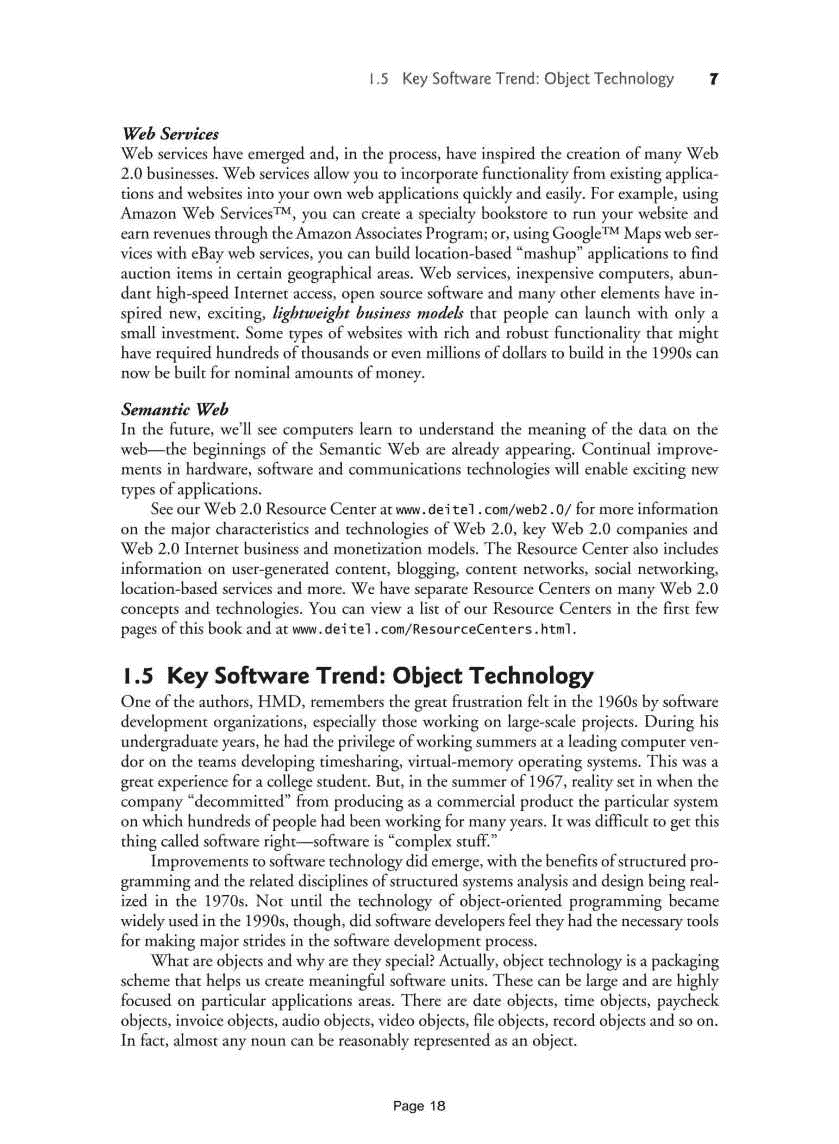 1.5 Key Software Trend: Object Technology 7
Web Services
Web services have emerged and, in the process, have inspired the creation of many Web
2.0 businesses. Web services allow you to incorporate functionality from existing applica-
tions and websites into your own web applications quickly and easily. For example, using
Amazon Web Services™, you can create a specialty bookstore to run your website and
earn revenues through the Amazon Associates Program; or, using Google™ Maps web ser-
vices with eBay web services, you can build location-based “mashup” applications to find
auction items in certain geographical areas. Web services, inexpensive computers, abun-
dant high-speed Internet access, open source software and many other elements have in-
spired new, exciting, lightweight business models that people can launch with only a
small investment. Some types of websites with rich and robust functionality that might
have required hundreds of thousands or even millions of dollars to build in the 1990s can
now be built for nominal amounts of money.
Semantic Web
In the future, we’ll see computers learn to understand the meaning of the data on the
web—the beginnings of the Semantic Web are already appearing. Continual improve-
ments in hardware, software and communications technologies will enable exciting new
types of applications.
See our Web 2.0 Resource Center at www.deitel.com/web2.0/ for more information
on the major characteristics and technologies of Web 2.0, key Web 2.0 companies and
Web 2.0 Internet business and monetization models. The Resource Center also includes
information on user-generated content, blogging, content networks, social networking,
location-based services and more. We have separate Resource Centers on many Web 2.0
concepts and technologies. You can view a list of our Resource Centers in the first few
pages of this book and at www.deitel.com/ResourceCenters.html.
1.5 Key Software Trend: Object Technology
One of the authors, HMD, remembers the great frustration felt in the 1960s by software
development organizations, especially those working on large-scale projects. During his
undergraduate years, he had the privilege of working summers at a leading computer ven-
dor on the teams developing timesharing, virtual-memory operating systems. This was a
great experience for a college student. But, in the summer of 1967, reality set in when the
company “decommitted” from producing as a commercial product the particular system
on which hundreds of people had been working for many years. It was difficult to get this
thing called software right—software is “complex stuff.”
Improvements to software technology did emerge, with the benefits of structured pro-
gramming and the related disciplines of structured systems analysis and design being real-
ized in the 1970s. Not until the technology of object-oriented programming became
widely used in the 1990s, though, did software developers feel they had the necessary tools
for making major strides in the software development process.
What are objects and why are they special? Actually, object technology is a packaging
scheme that helps us create meaningful software units. These can be large and are highly
focused on particular applications areas. There are date objects, time objects, paycheck
objects, invoice objects, audio objects, video objects, file objects, record objects and so on.
In fact, almost any noun can be reasonably represented as an object.
Page 18